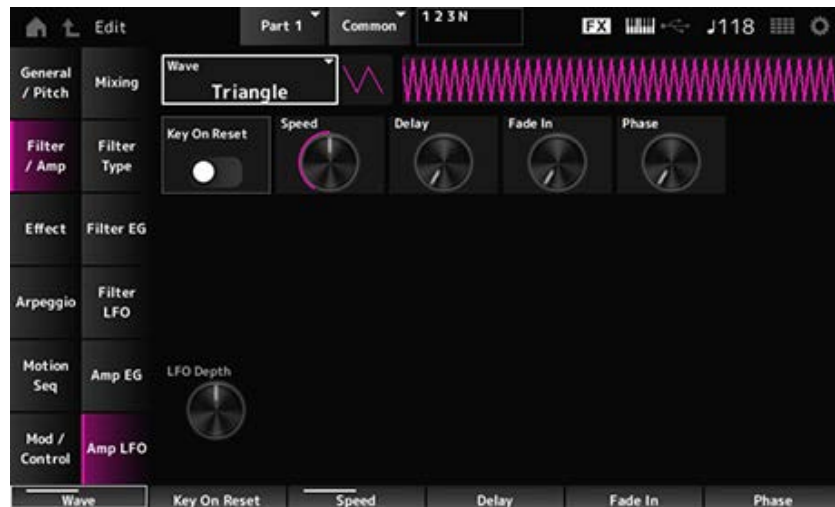 Edit
Part 1
Common
1 2 3 N
FX
♩118
General / Pitch
Mixing
Filter / Amp
Filter Type
Effect
Filter EG
Arpeggio
Filter LFO
Motion Seq
Amp EG
Mod / Control
Amp LFO
Wave
Triangle
Key On Reset
Speed
Delay
Fade In
Phase
LFO Depth
Wave
Key On Reset
Speed
Delay
Fade In
Phase